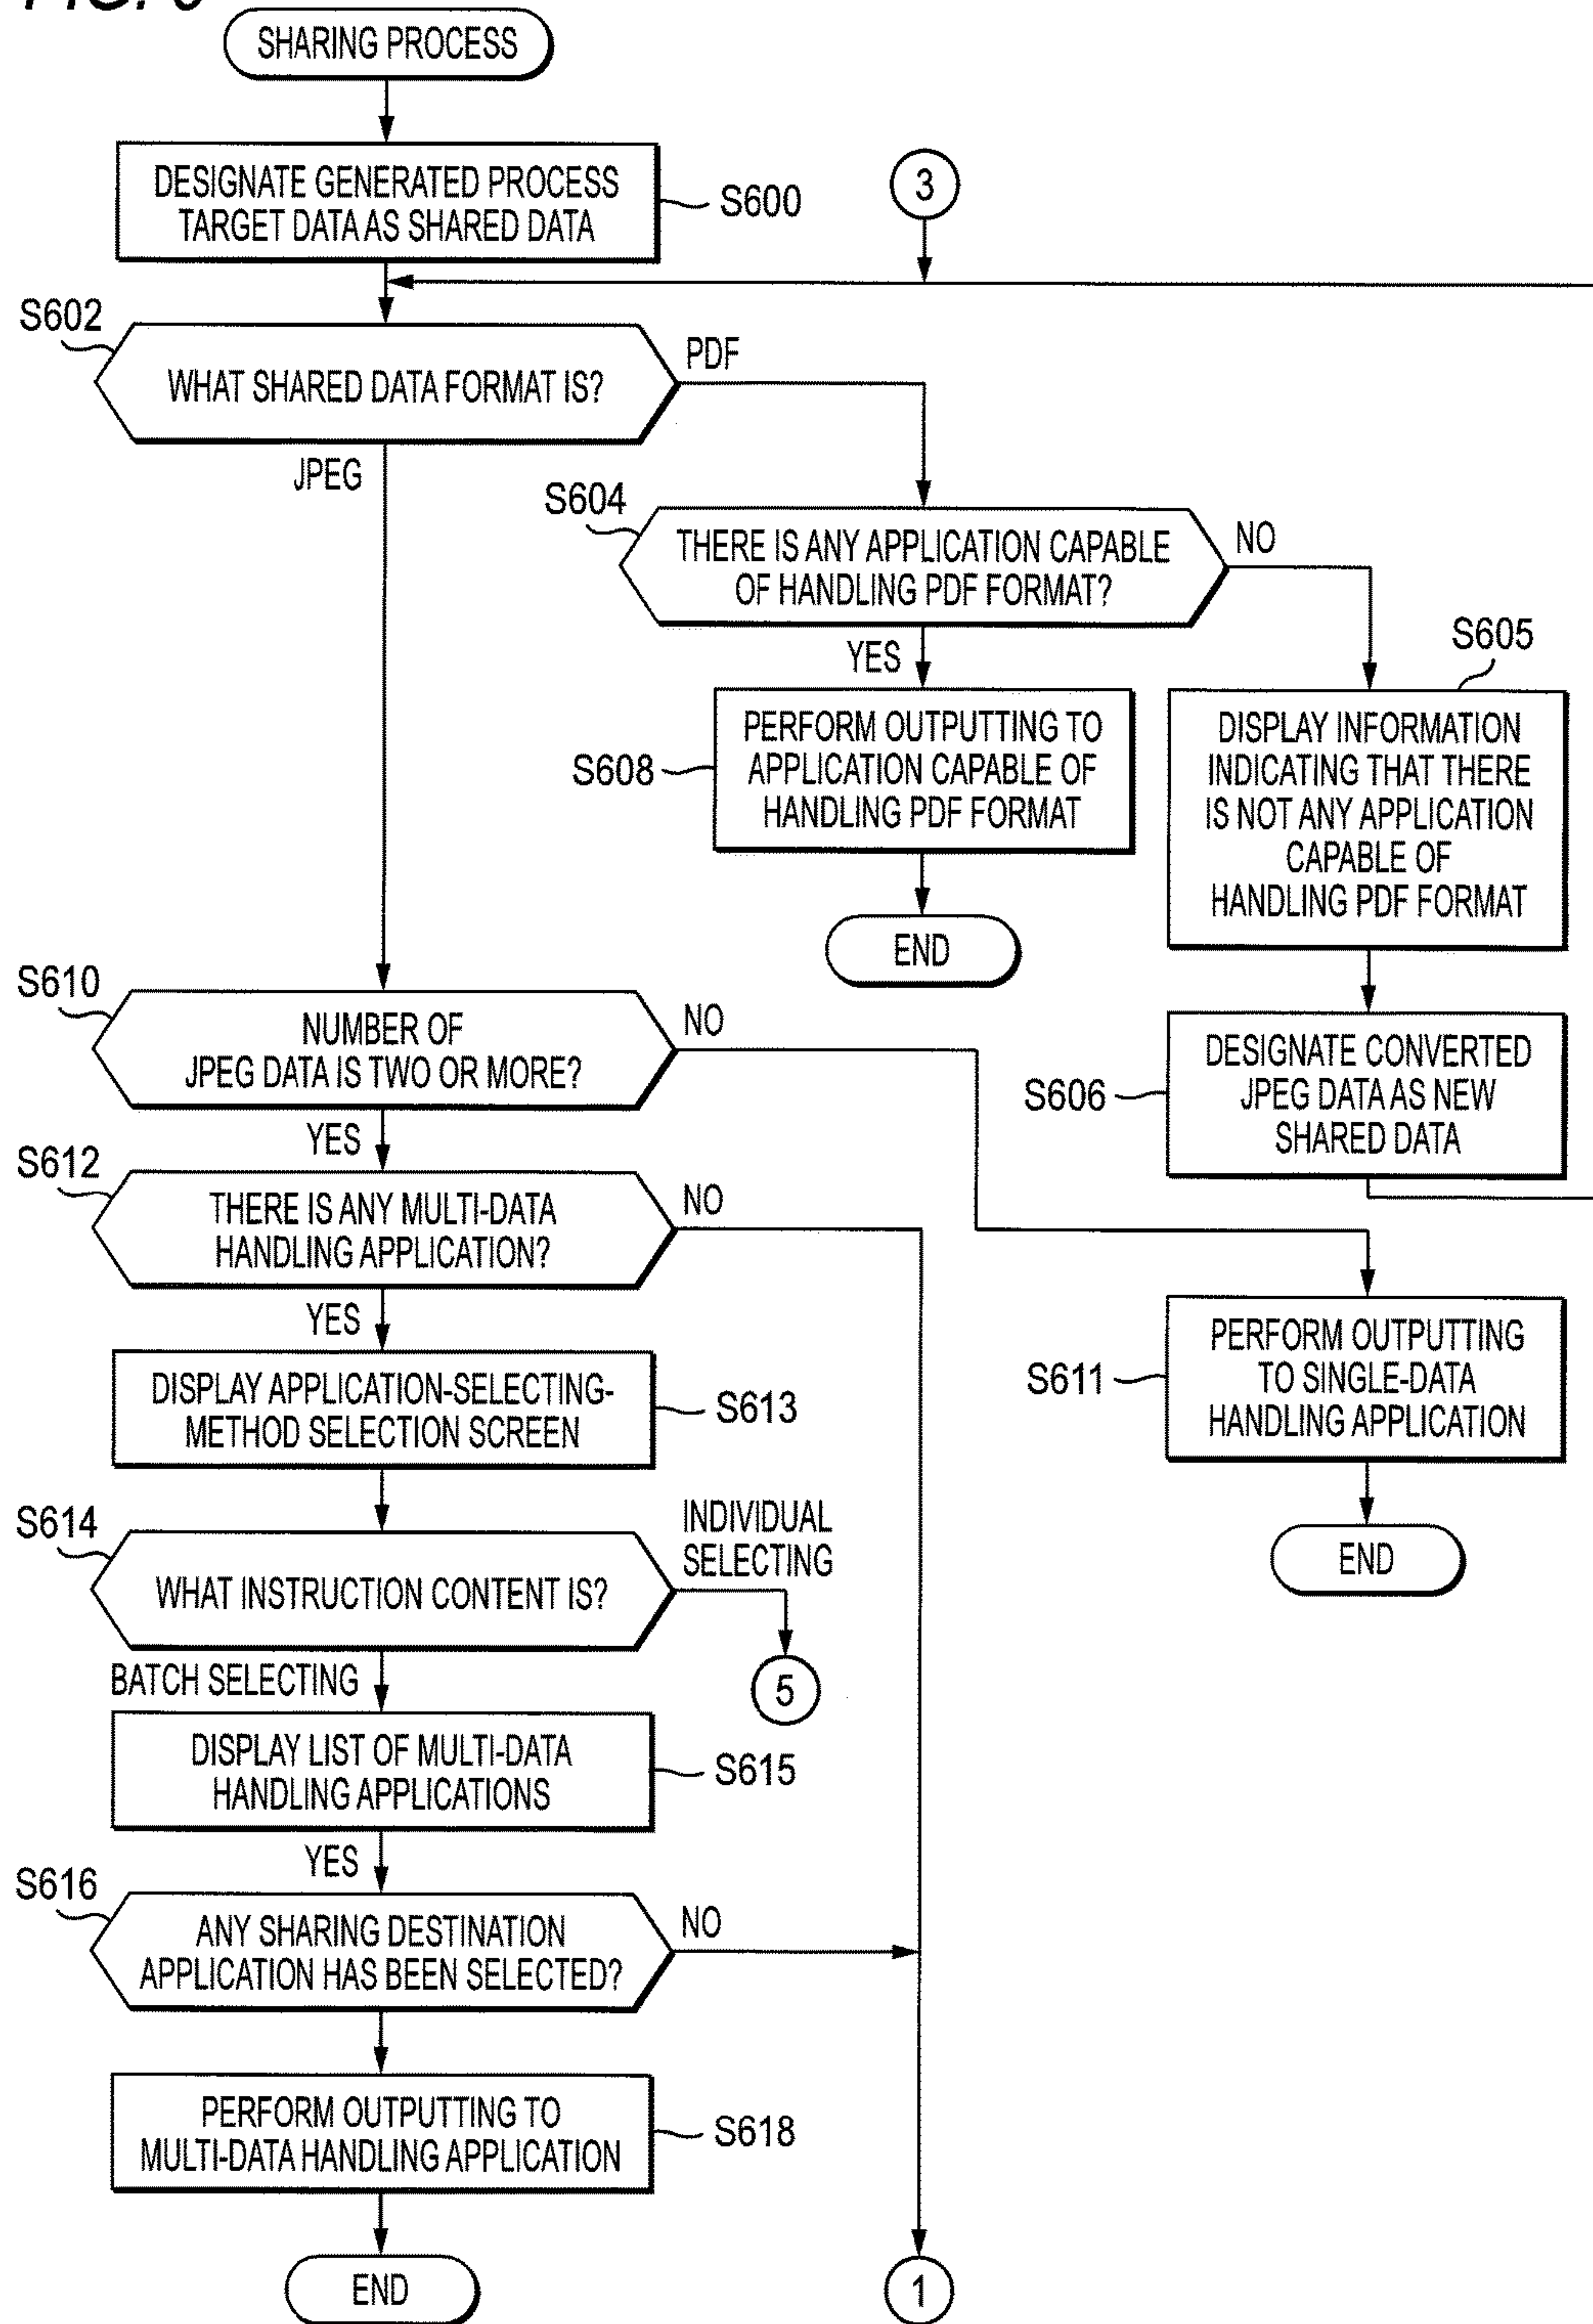 FIG.
SHARING PROCESS
DESIGNATE GENERATED PROCESS
TARGET DATA AS SHARED DATA
S600
3
S602
WHAT SHARED DATA FORMAT IS?
PDF
JPEG
S604
THERE IS ANY APPLICATION CAPABLE
OF HANDLING PDF FORMAT?
NO
YES
S605
S608
PERFORM OUTPUTTING TO
APPLICATION CAPABLE OF
HANDLING PDF FORMAT
DISPLAY INFORMATION
INDICATING THAT THERE
IS NOT ANY APPLICATION
CAPABLE OF
HANDLING PDF FORMAT
END
S610
NUMBER OF
JPEG DATA IS TWO OR MORE?
NO
YES
S606
DESIGNATE CONVERTED
JPEG DATA AS NEW
SHARED DATA
S612
THERE IS ANY MULTI-DATA
HANDLING APPLICATION?
NO
YES
DISPLAY APPLICATION-SELECTING-
METHOD SELECTION SCREEN
S613
S611
PERFORM OUTPUTTING
TO SINGLE-DATA
HANDLING APPLICATION
END
S614
WHAT INSTRUCTION CONTENT IS?
INDIVIDUAL
SELECTING
5
BATCH SELECTING
DISPLAY LIST OF MULTI-DATA
HANDLING APPLICATIONS
S615
YES
S616
ANY SHARING DESTINATION
APPLICATION HAS BEEN SELECTED?
NO
PERFORM OUTPUTTING TO
MULTI-DATA HANDLING APPLICATION
S618
END
1